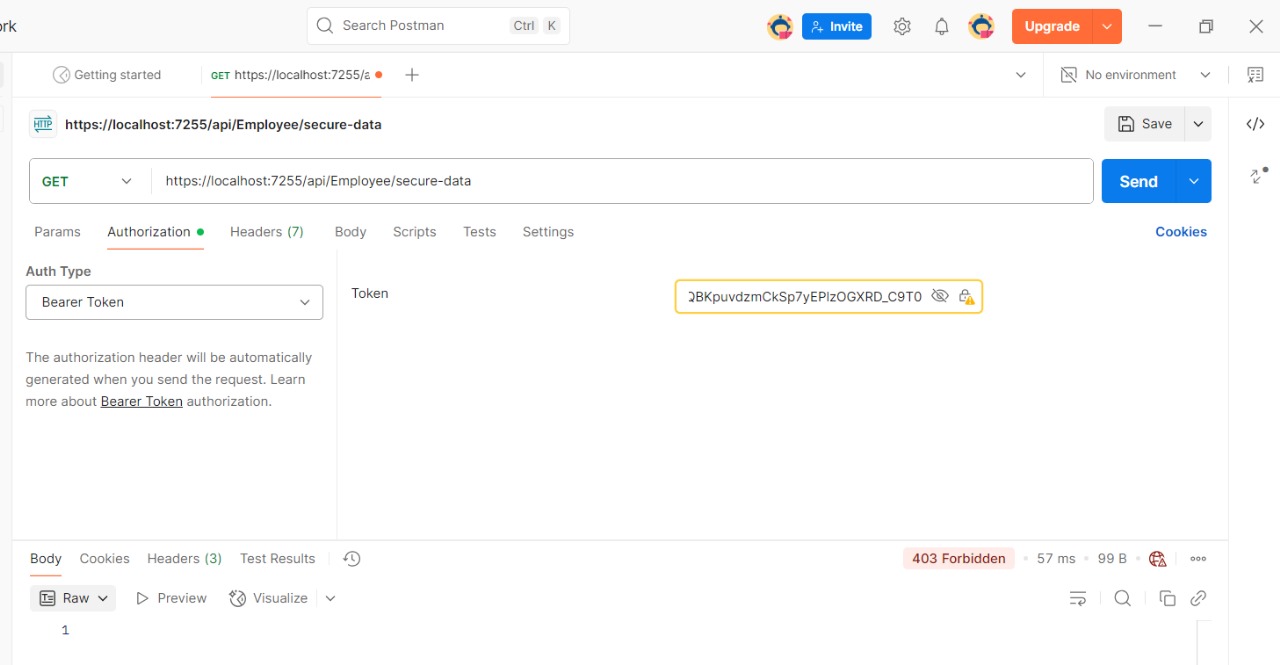 ork
Search Postman
Ctrl K
Invite
Upgrade
Getting started
GET https://localhost:7255/a
No environment
HTTP
https://localhost:7255/api/Employee/secure-data
Save
GET
https://localhost:7255/api/Employee/secure-data
Send
Params Authorization Headers (7) Body Scripts Tests Settings
Cookies
Auth Type
Bearer Token
The authorization header will be automatically
generated when you send the request. Learn
more about Bearer Token authorization.
Token
QBKpuvdzmCkSp7yEPlzOGXRD_C9T0
Body Cookies Headers (3) Test Results
403 Forbidden • 57 ms • 99 B •
Raw Preview Visualize
1